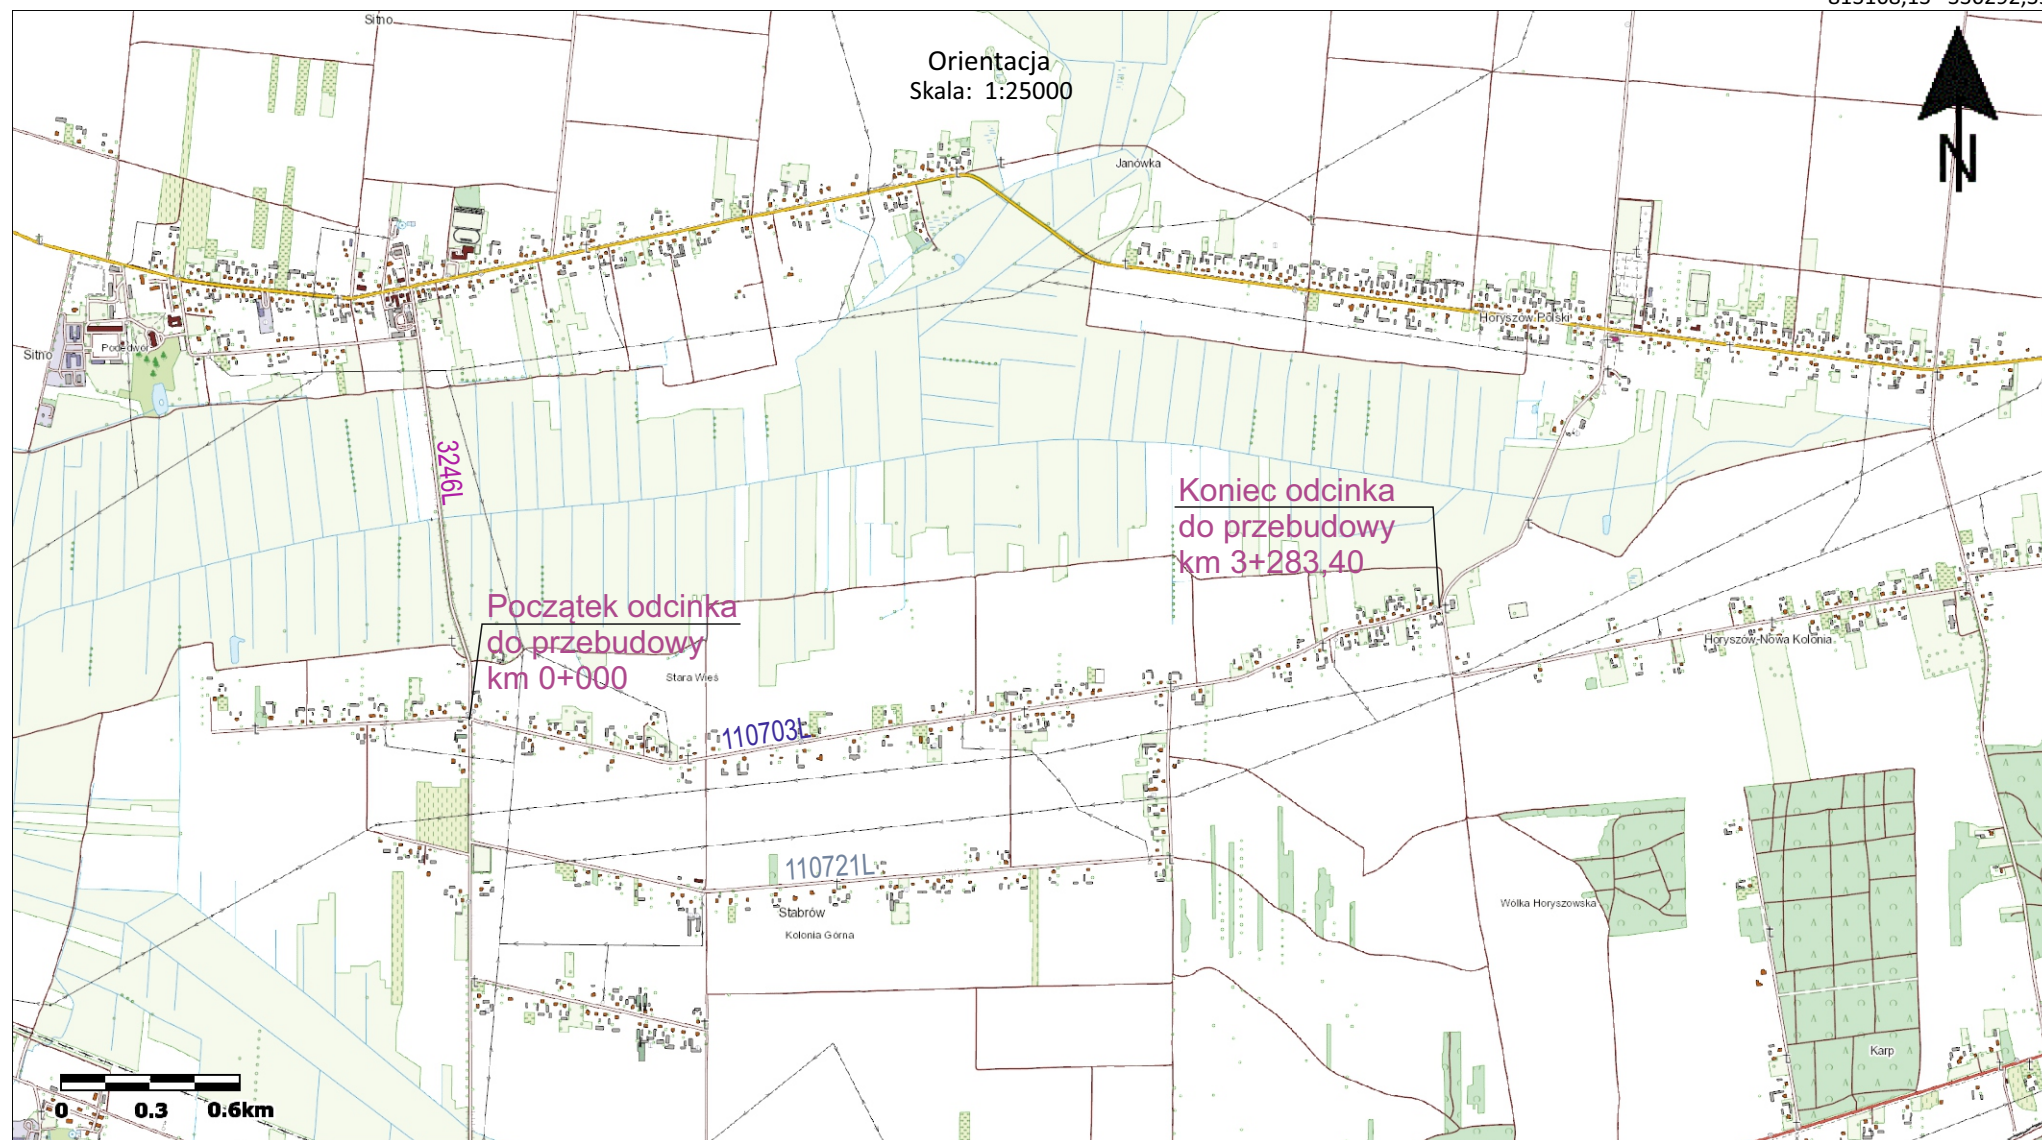 Sitno
Orientacja
Skala: 1:25000
N
Janówka
Horyszów Polski
Sitno
3246L
Koniec odcinka
do przebudowy
km 3+283,40
Początek odcinka
do przebudowy
km 0+000
Stara Wieś
Horyszów-Nowa Kolonia
110703L
110721L
Stabrów
Kolonia Górna
Wólka Horyszowska
Karp
0 0.3 0.6km